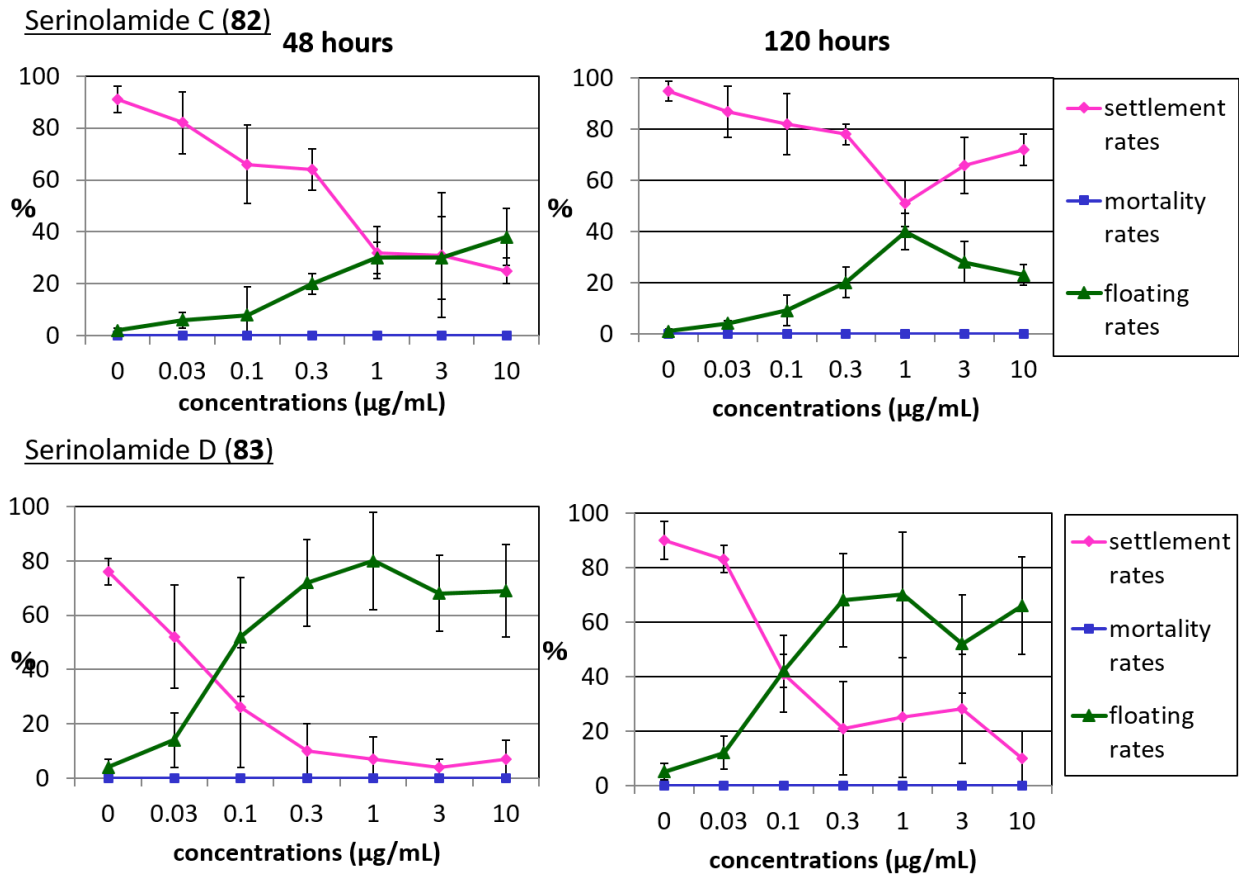 Serinolamide C (82)
48 hours
120 hours
100
80
60
40
20
0
%
0 0.03 0.1 0.3 1 3 10
concentrations (µg/mL)
100
80
60
40
20
0
%
0 0.03 0.1 0.3 1 3 10
concentrations (µg/mL)
settlement
rates
mortality
rates
floating
rates
Serinolamide D (83)
100
80
60
40
20
0
%
0 0.03 0.1 0.3 1 3 10
concentrations (µg/mL)
100
80
60
40
20
0
%
0 0.03 0.1 0.3 1 3 10
concentrations (µg/mL)
settlement
rates
mortality
rates
floating
rates